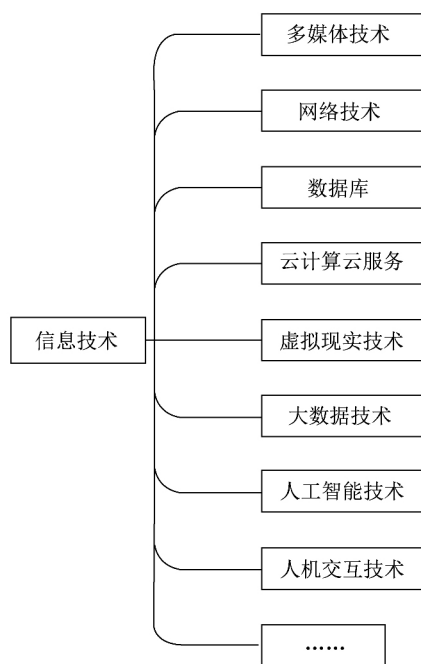 多媒体技术
网络技术
数据库
云计算云服务
信息技术
虚拟现实技术
大数据技术
人工智能技术
人机交互技术
……